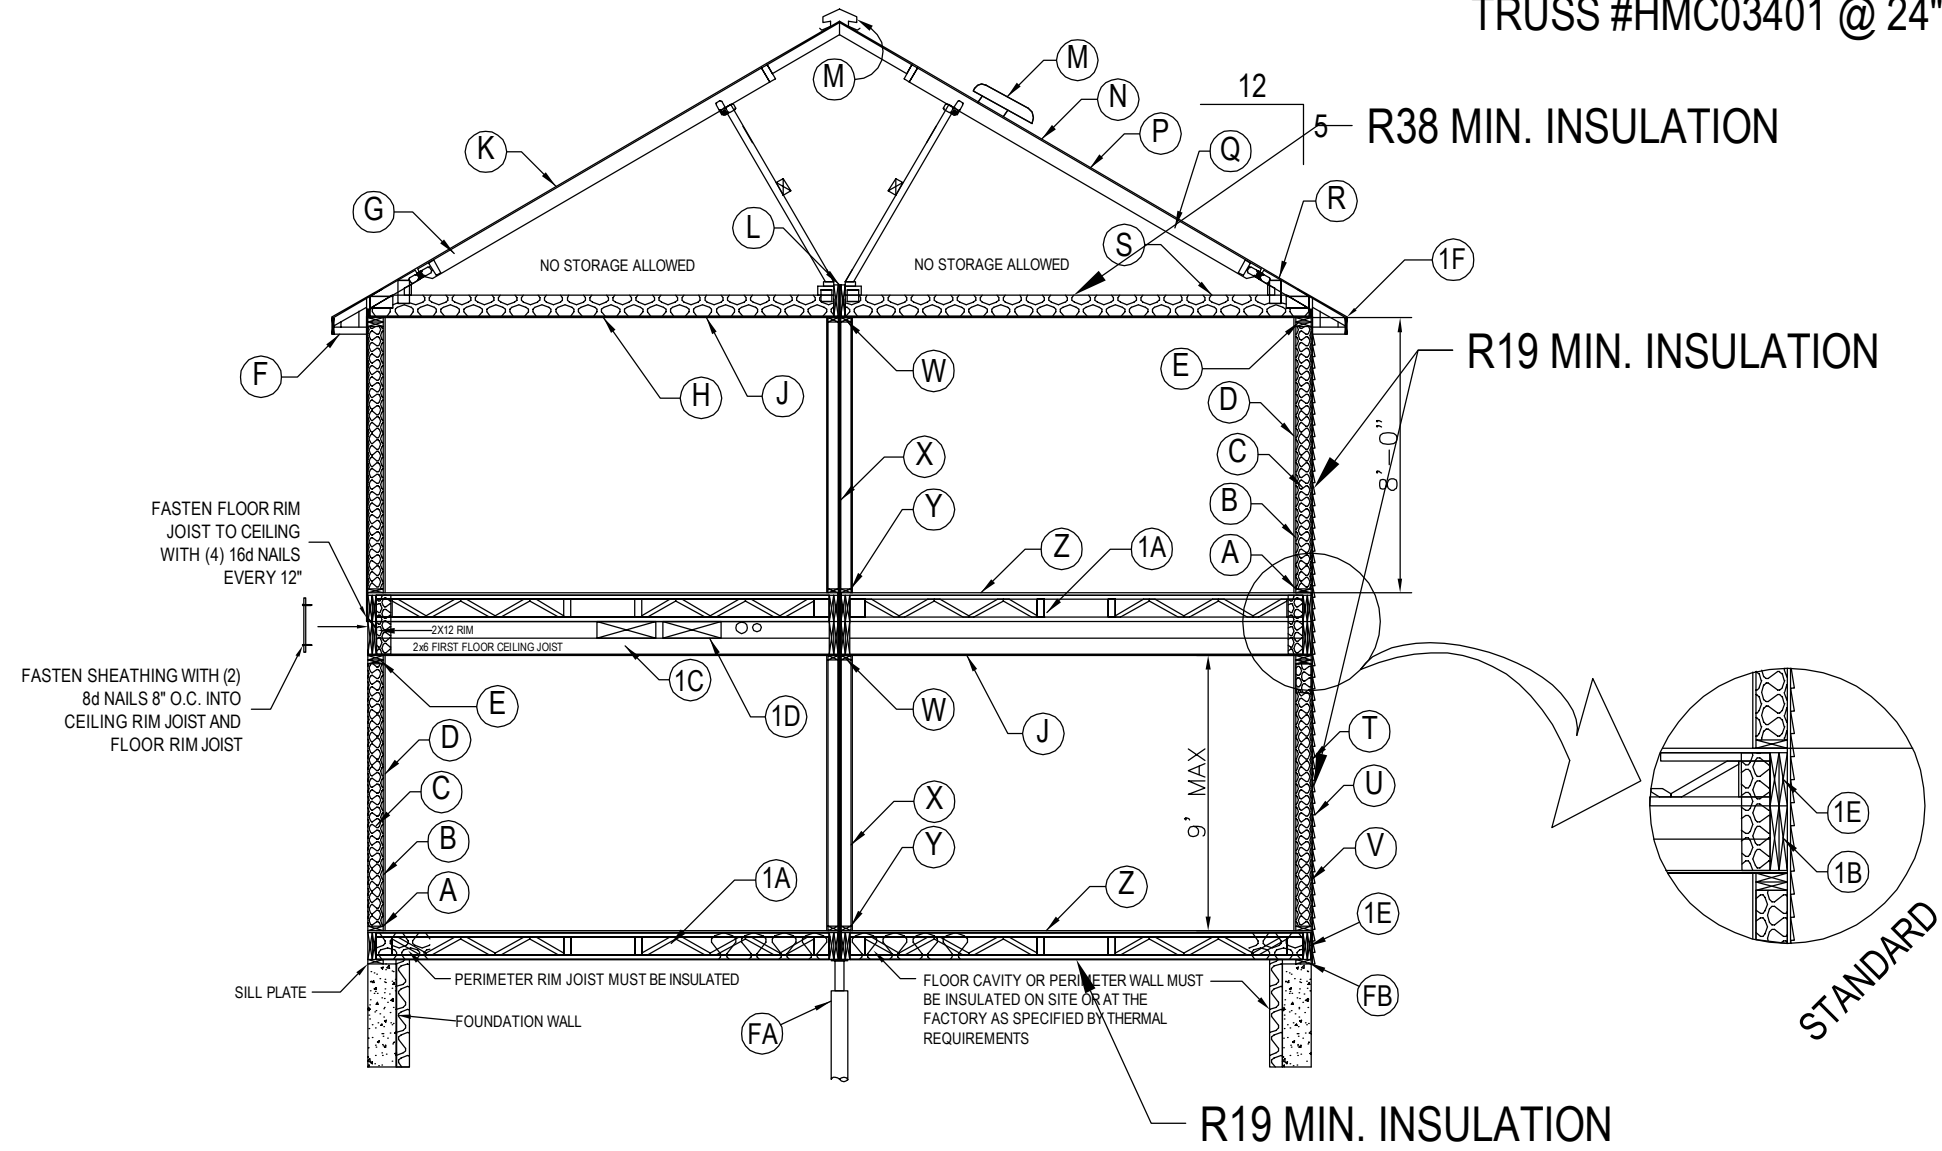 TRUSS #HMC03401 @ 24"
M
M
12
N
5
R38 MIN. INSULATION
P
K
Q
G
R
L
S
1F
NO STORAGE ALLOWED
NO STORAGE ALLOWED
R19 MIN. INSULATION
F
H
J
W
E
D
8'-0"
C
X
B
Y
A
Z
1A
FASTEN FLOOR RIM
JOIST TO CEILING
WITH (4) 16d NAILS
EVERY 12"
2X12 RIM
2x6 FIRST FLOOR CEILING JOIST
FASTEN SHEATHING WITH (2)
8d NAILS 8" O.C. INTO
CEILING RIM JOIST AND
FLOOR RIM JOIST
1C
1D
E
W
J
D
T
C
9' MAX
U
X
B
Y
V
A
1A
Z
1E
1E
1B
STANDARD
SILL PLATE
PERIMETER RIM JOIST MUST BE INSULATED
FOUNDATION WALL
FLOOR CAVITY OR PERIMETER WALL MUST
BE INSULATED ON SITE OR AT THE
FACTORY AS SPECIFIED BY THERMAL
REQUIREMENTS
FA
FB
R19 MIN. INSULATION